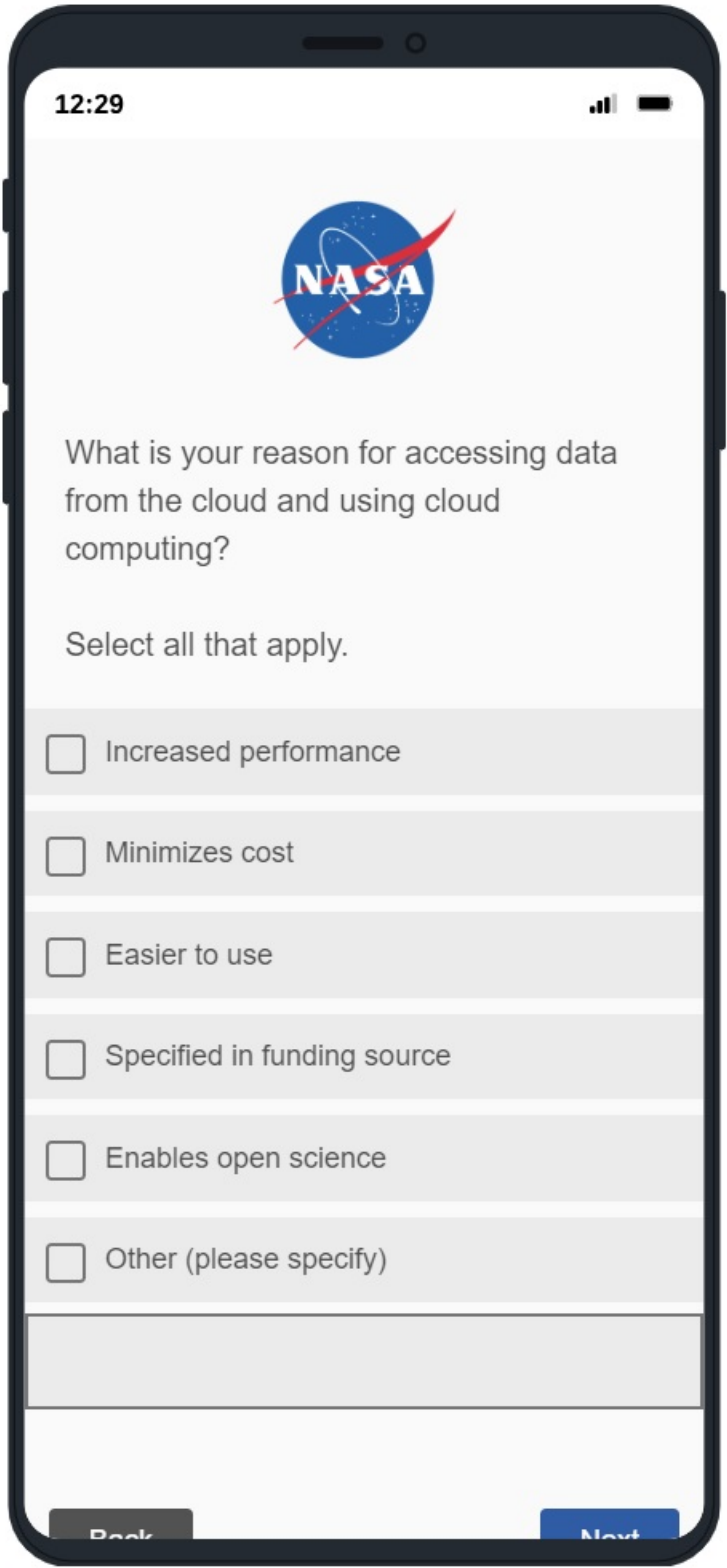 12:29
NASA
What is your reason for accessing data
from the cloud and using cloud
computing?
Select all that apply.
Increased performance
Minimizes cost
Easier to use
Specified in funding source
Enables open science
Other (please specify)
Back
Next